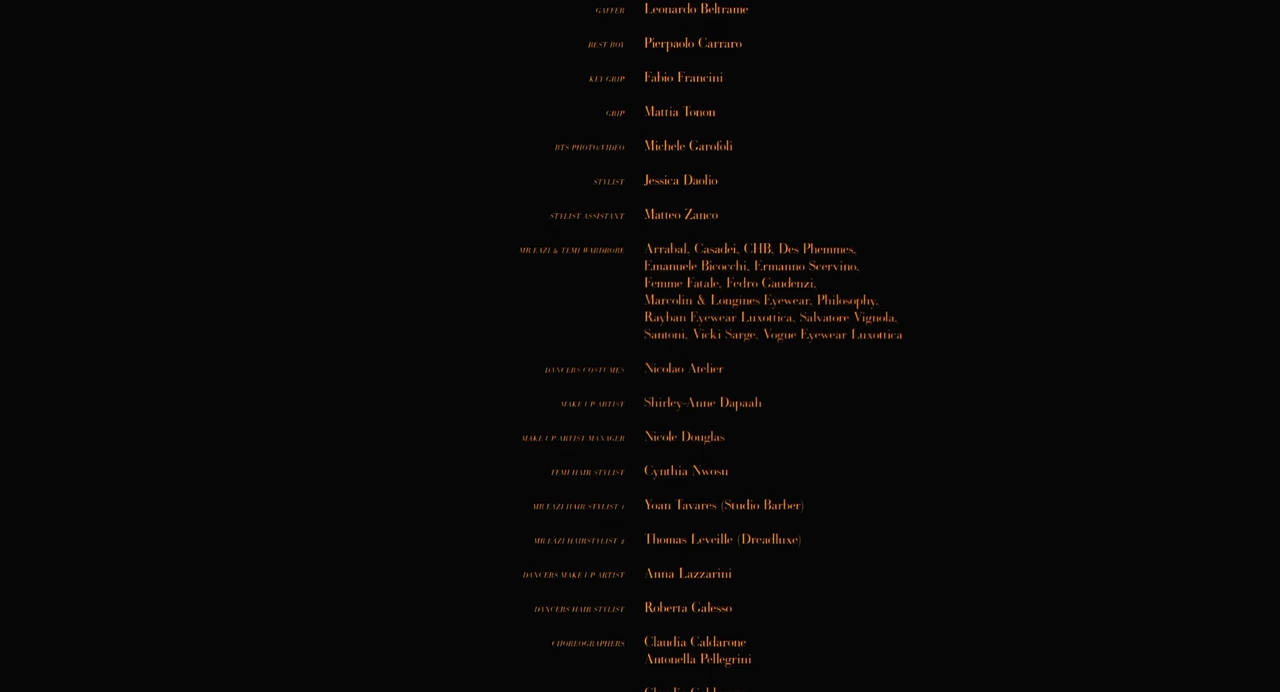 GAFFER Leonardo Beltrame
BEST BOY Pierpaolo Carraro
KEY GRIP Fabio Francini
GRIP Mattia Tonon
BTS PHOTO/VIDEO Michele Garofoli
STYLIST Jessica Daolio
STYLIST ASSISTANT Matteo Zanco
MR EAZI & TEMI WARDROBE Arrabal, Casadei, CHB, Des Phemmes,
Emanuele Bicocchi, Ermanno Scervino,
Femme Fatale, Fedro Gaudenzi,
Marcolin & Longines Eyewear, Philosophy,
Rayban Eyewear Luxottica, Salvatore Vignola,
Santoni, Vicki Sarge, Vogue Eyewear Luxottica
DANCERS COSTUMES Nicolao Atelier
MAKE UP ARTIST Shirley-Anne Dapaah
MAKE UP ARTIST MANAGER Nicole Douglas
TEMI HAIR STYLIST Cynthia Nwosu
MR EAZI HAIR STYLIST 1 Yoan Tavares (Studio Barber)
MR EAZI HAIRSTYLIST 2 Thomas Leveille (Dreadluxe)
DANCERS MAKE UP ARTIST Anna Lazzarini
DANCERS HAIR STYLIST Roberta Galesso
CHOREOGRAPHERS Claudia Caldarone
Antonella Pellegrini